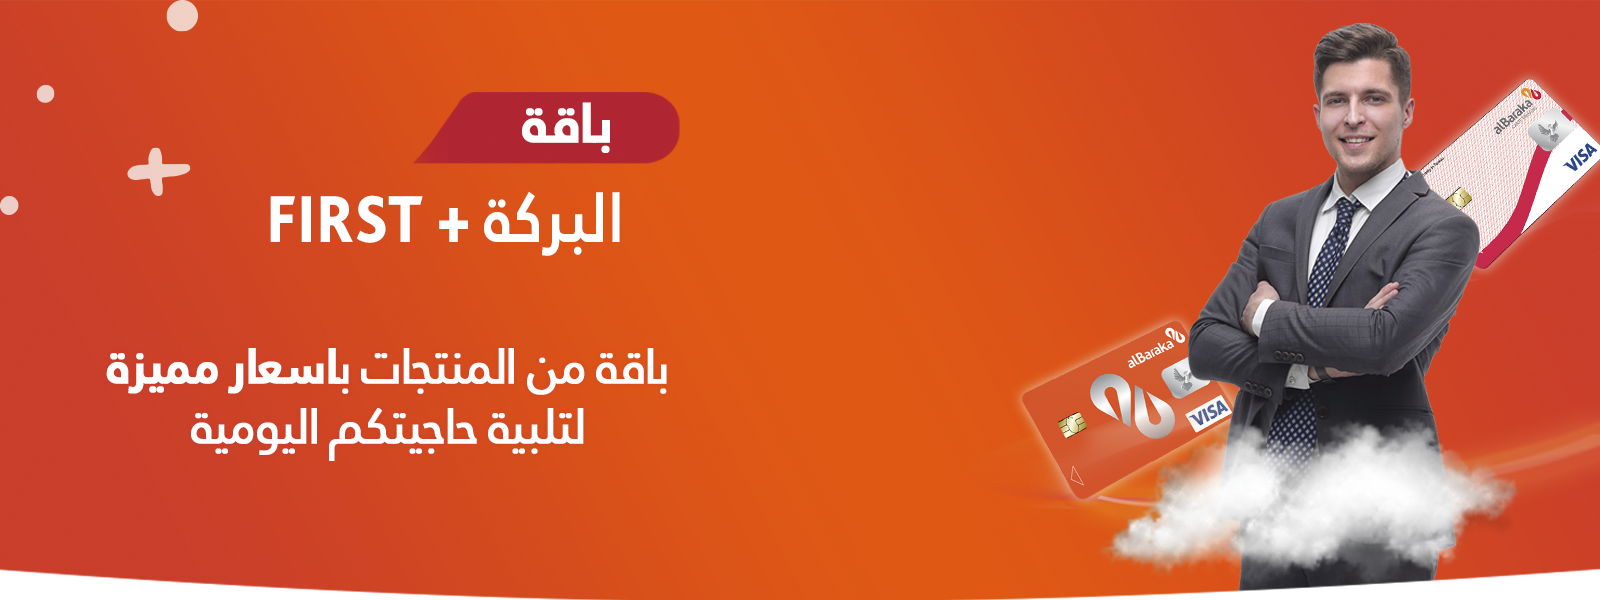 باقة
البركة + FIRST
باقة من المنتجات باسعار مميزة
لتلبية حاجيتكم اليومية
alBaraka
VISA
alBaraka
VISA